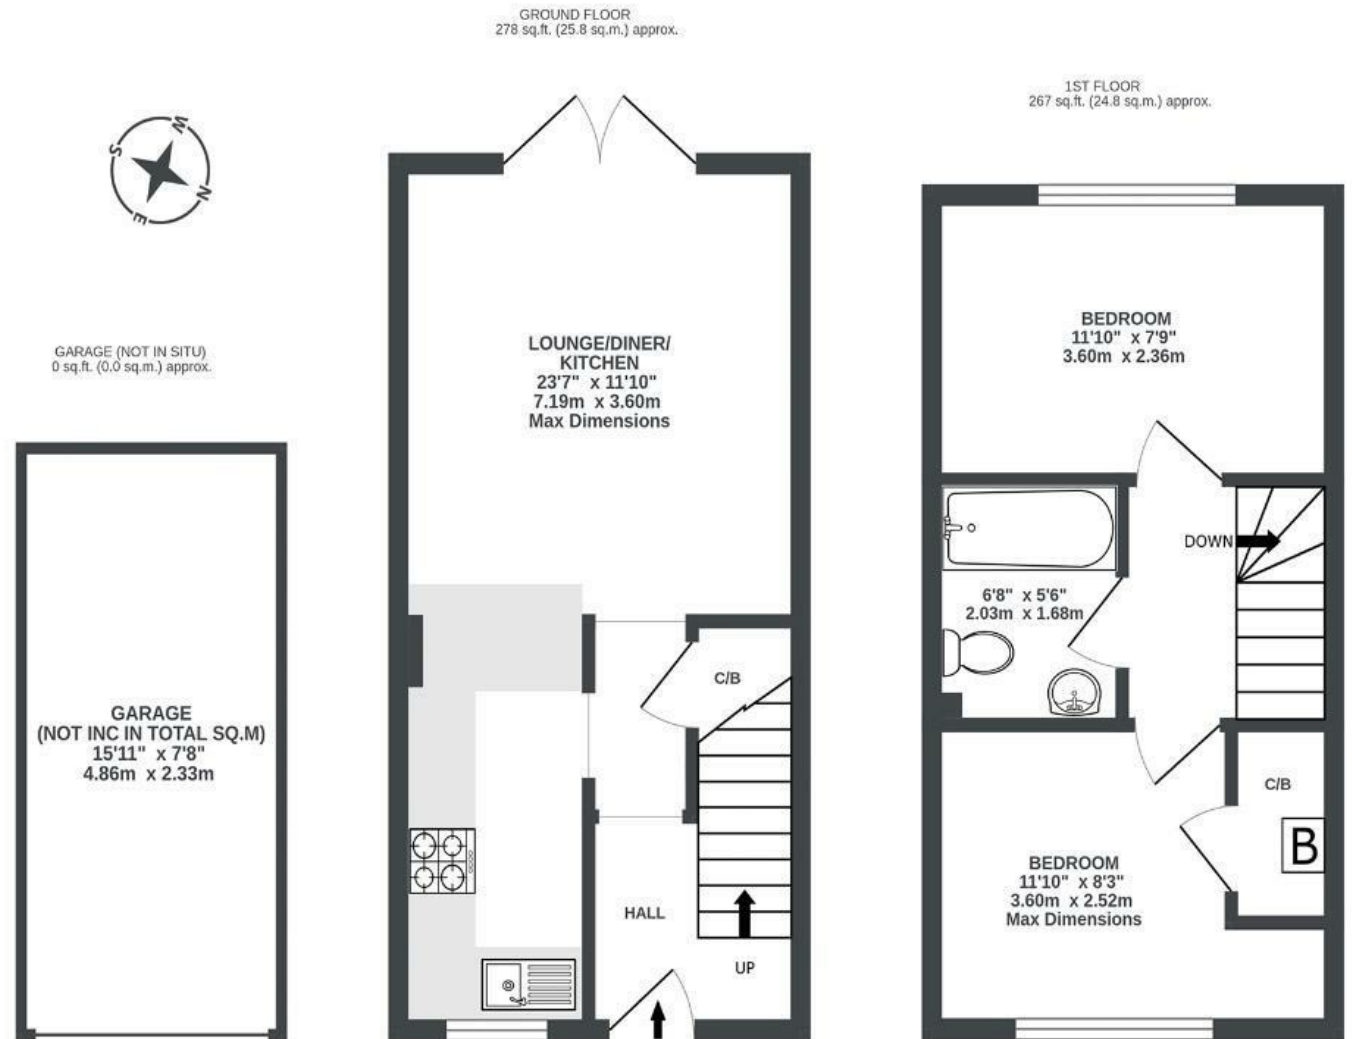 GROUND FLOOR
278 sq.ft. (25.8 sq.m.) approx.
1ST FLOOR
267 sq.ft. (24.8 sq.m.) approx.
W
S
N
E
GARAGE (NOT IN SITU)
0 sq.ft. (0.0 sq.m.) approx.
GARAGE
(NOT INC IN TOTAL SQ.M)
15'11" x 7'8"
4.86m x 2.33m
LOUNGE/DINER/
KITCHEN
23'7" x 11'10"
7.19m x 3.60m
Max Dimensions
C/B
HALL
UP
BEDROOM
11'10" x 7'9"
3.60m x 2.36m
DOWN
6'8" x 5'6"
2.03m x 1.68m
C/B
B
BEDROOM
11'10" x 8'3"
3.60m x 2.52m
Max Dimensions